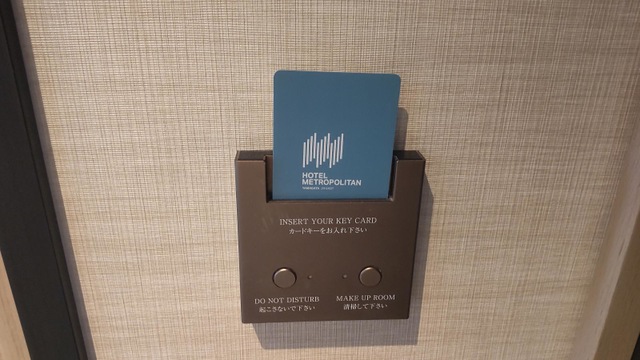 HOTEL
METROPOLITAN
INSERT YOUR KEY CARD
カードキーをお入れ下さい
DO NOT DISTURB
起こさないで下さい
MAKE UP ROOM
清掃して下さい